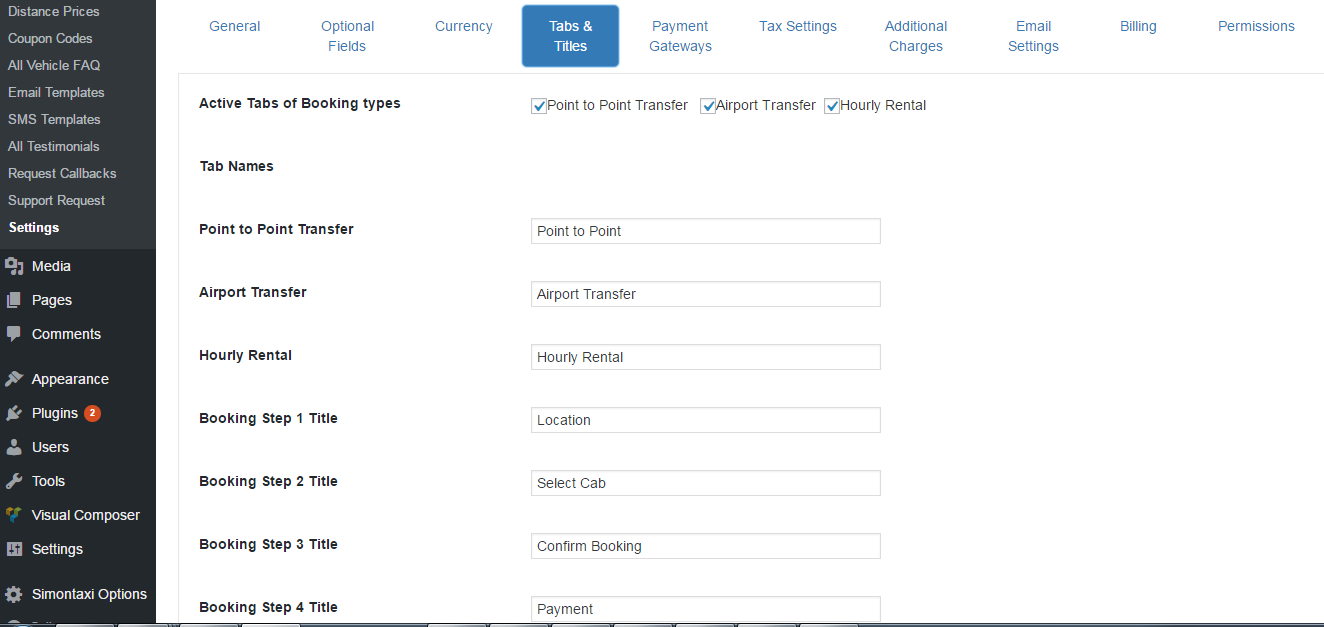 Distance Prices
Coupon Codes
All Vehicle FAQ
Email Templates
SMS Templates
All Testimonials
Request Callbacks
Support Request
Settings
Media
Pages
Comments
Appearance
Plugins 2
Users
Tools
Visual Composer
Settings
Simontaxi Options
General
Optional
Fields
Currency
Tabs &
Titles
Payment
Gateways
Tax Settings
Additional
Charges
Email
Settings
Billing
Permissions
Active Tabs of Booking types
Point to Point Transfer Airport Transfer Hourly Rental
Tab Names
Point to Point Transfer
Point to Point
Airport Transfer
Airport Transfer
Hourly Rental
Hourly Rental
Booking Step 1 Title
Location
Booking Step 2 Title
Select Cab
Booking Step 3 Title
Confirm Booking
Booking Step 4 Title
Payment